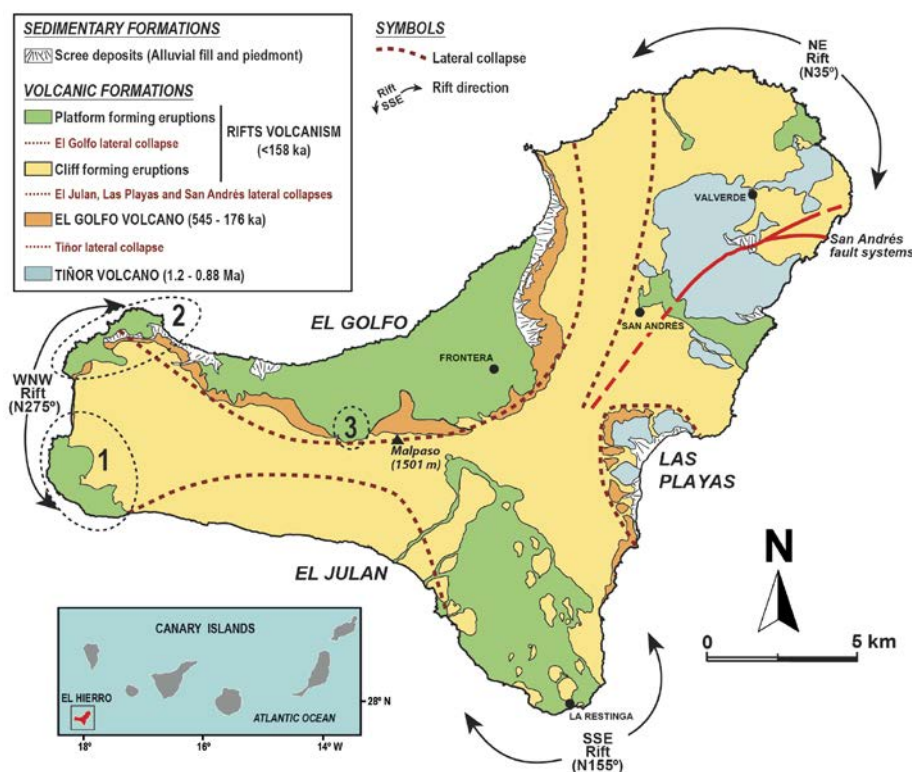 SEDIMENTARY FORMATIONS
Scree deposits (Alluvial fill and piedmont)
VOLCANIC FORMATIONS
Platform forming eruptions
El Golfo lateral collapse
Cliff forming eruptions
RIFTS VOLCANISM
(<158 ka)
El Julan, Las Playas and San Andrés lateral collapses
EL GOLFO VOLCANO (545 - 176 ka)
Tiñor lateral collapse
TIÑOR VOLCANO (1.2 - 0.88 Ma)
SYMBOLS
Lateral collapse
Rift
SSE
Rift direction
NE
Rift
(N35º)
VALVERDE
San Andrés
fault systems
SAN ANDRÉS
EL GOLFO
FRONTERA
2
WNW
Rift
(N275º)
1
3
Malpaso
(1501 m)
LAS
PLAYAS
EL JULAN
N
0 5 km
LA RESTINGA
SSE
Rift
(N155º)
CANARY ISLANDS
EL HIERRO
ATLANTIC OCEAN
28º N
18º 16º 14º W